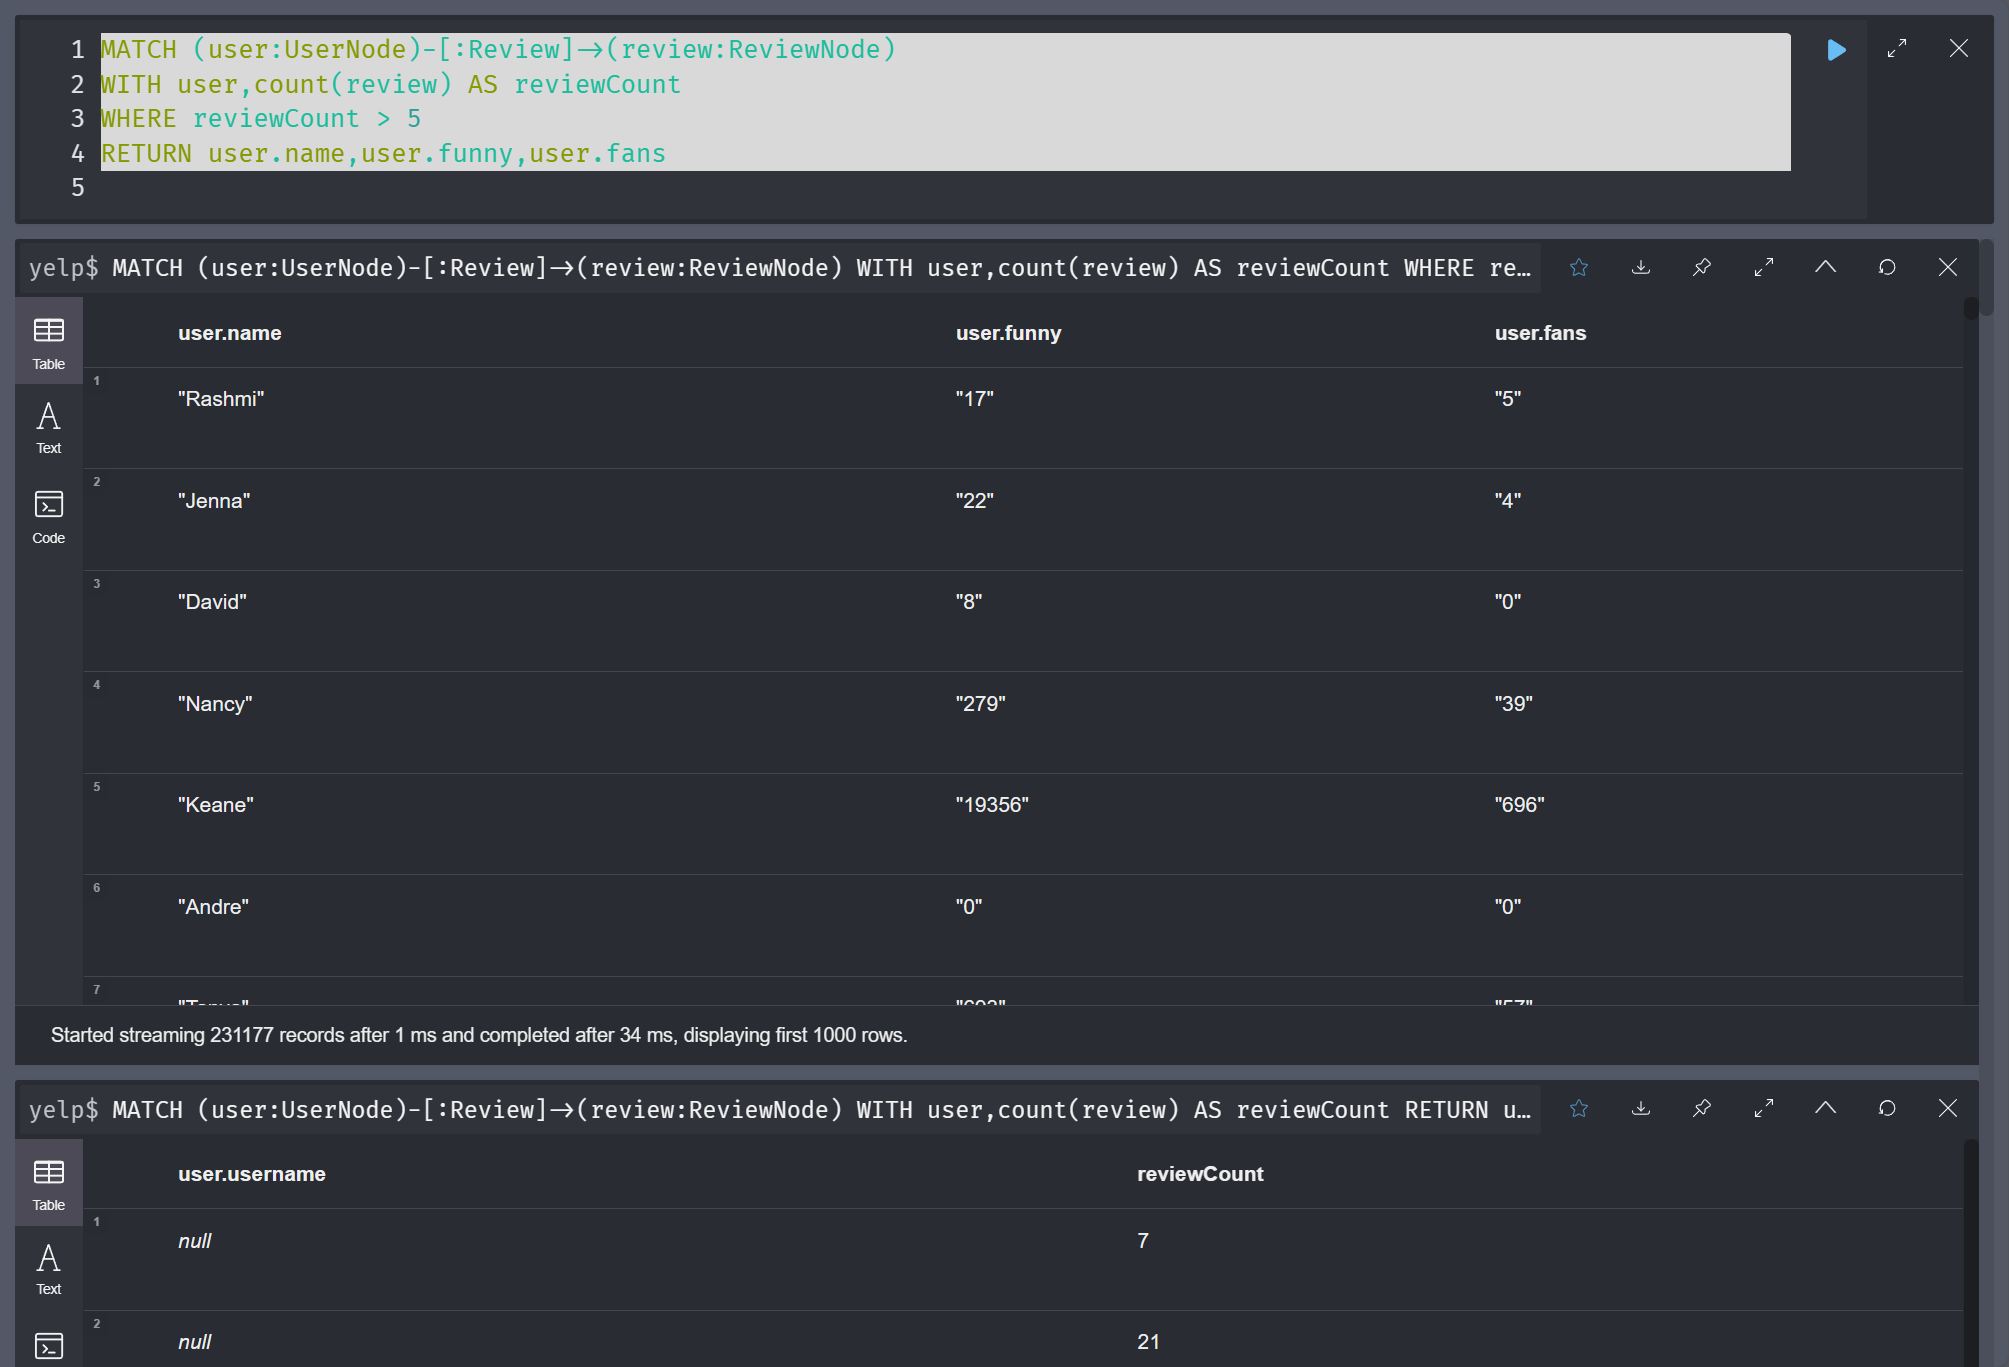 1 MATCH (user:UserNode)-[:Review]->(review:ReviewNode)
2 WITH user,count(review) AS reviewCount
3 WHERE reviewCount > 5
4 RETURN user.name,user.funny,user.fans
5
yelp$ MATCH (user:UserNode)-[:Review]->(review:ReviewNode) WITH user,count(review) AS reviewCount WHERE re…
Table
Text
Code
user.name user.funny user.fans
1 "Rashmi" "17" "5"
2 "Jenna" "22" "4"
3 "David" "8" "0"
4 "Nancy" "279" "39"
5 "Keane" "19356" "696"
6 "Andre" "0" "0"
7
Started streaming 231177 records after 1 ms and completed after 34 ms, displaying first 1000 rows.
yelp$ MATCH (user:UserNode)-[:Review]->(review:ReviewNode) WITH user,count(review) AS reviewCount RETURN u…
Table
Text
user.username reviewCount
1 null 7
2 null 21